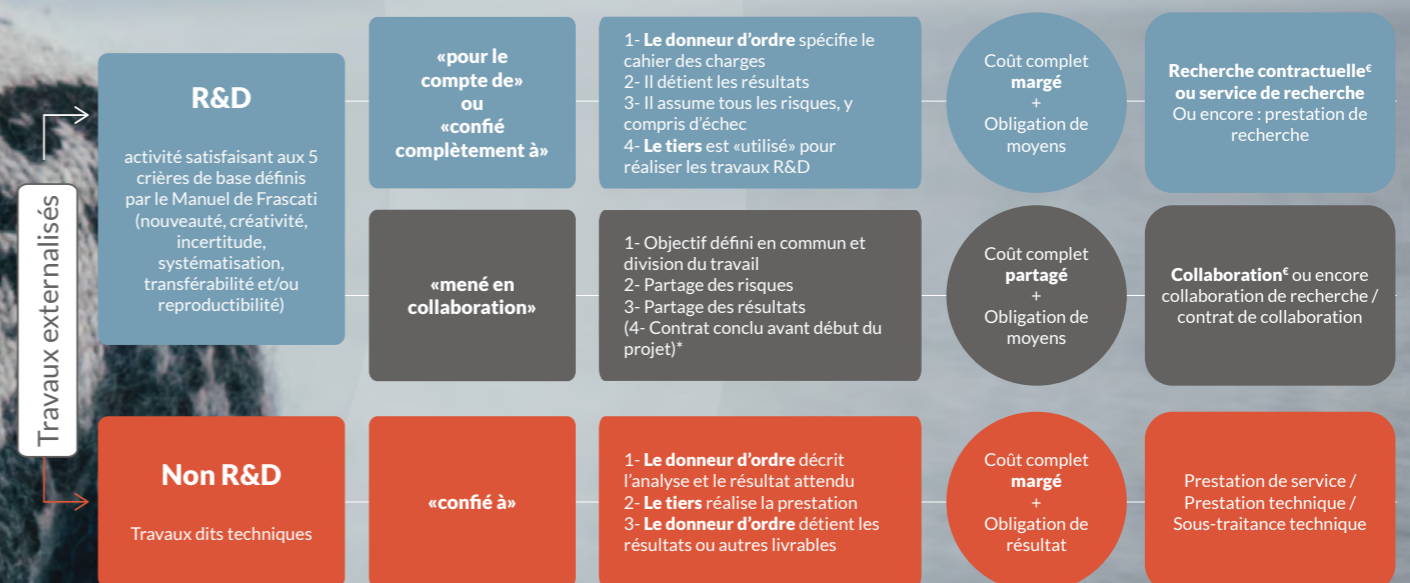 Travaux externalisés
R&D
activité satisfaisant aux 5
crières de base définis
par le Manuel de Frascati
(nouveauté, créativité,
incertitude,
systématisation,
transférabilité et/ou
reproductibilité)
«pour le
compte de»
ou
«confié
complètement à»
1- Le donneur d'ordre spécifie le
cahier des charges
2- Il détient les résultats
3- Il assume tous les risques, y
compris d'échec
4- Le tiers est «utilisé» pour
réaliser les travaux R&D
Coût complet
margé
+
Obligation de
moyens
Recherche contractuelle€
ou service de recherche
Ou encore : prestation de
recherche
«mené en
collaboration»
1- Objectif défini en commun et
division du travail
2- Partage des risques
3- Partage des résultats
(4- Contrat conclu avant début du
projet)*
Coût complet
partagé
+
Obligation de
moyens
Collaboration€ ou encore
collaboration de recherche /
contrat de collaboration
Non R&D
Travaux dits techniques
«confié à»
1- Le donneur d'ordre décrit
l'analyse et le résultat attendu
2- Le tiers réalise la prestation
3- Le donneur d'ordre détient les
résultats ou autres livrables
Coût complet
margé
+
Obligation de
résultat
Prestation de service /
Prestation technique /
Sous-traitance technique